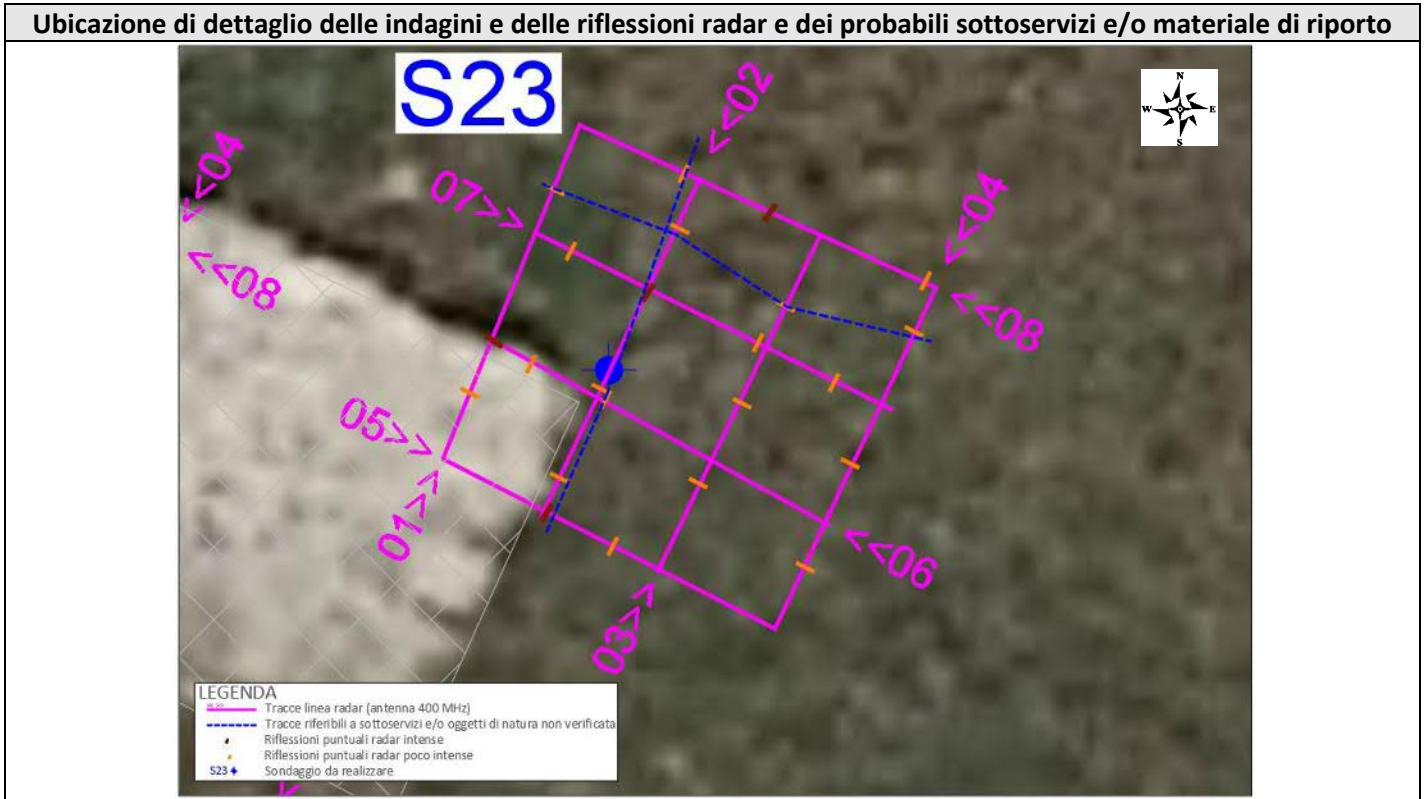 Ubicazione di dettaglio delle indagini e delle riflessioni radar e dei probabili sottoservizi e/o materiale di riporto
S23
N
W E
S
<<02
<<04
07>>
<<04
<<08
<<08
05>>
01>>
<<06
03>>
LEGENDA
Tracce linea radar (antenna 400 MHz)
Tracce riferibili a sottoservizi e/o oggetti di natura non verificata
Riflessioni puntuali radar intense
Riflessioni puntuali radar poco intense
S23 Sondaggio da realizzare